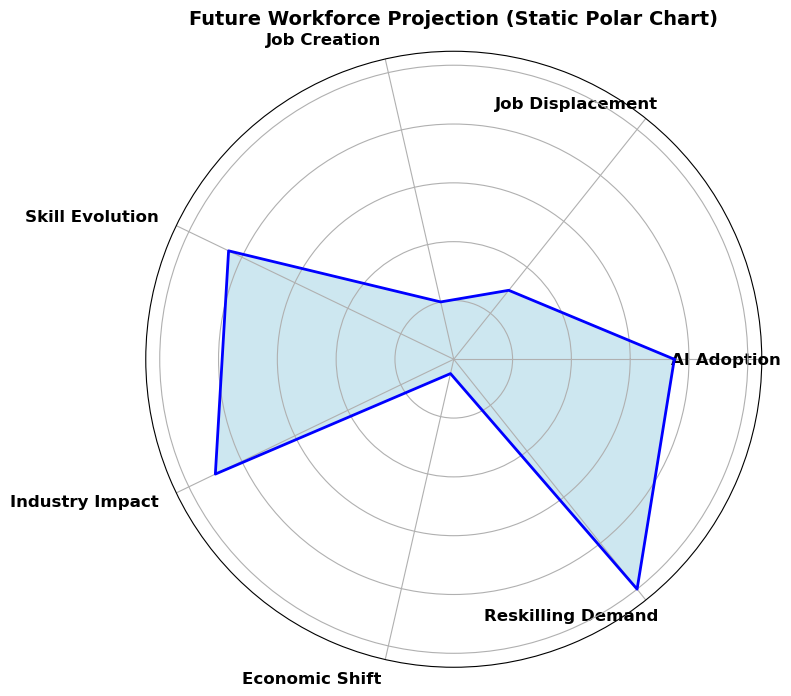 Future Workforce Projection (Static Polar Chart)
Job Creation
Job Displacement
Skill Evolution
AI Adoption
Industry Impact
Reskilling Demand
Economic Shift